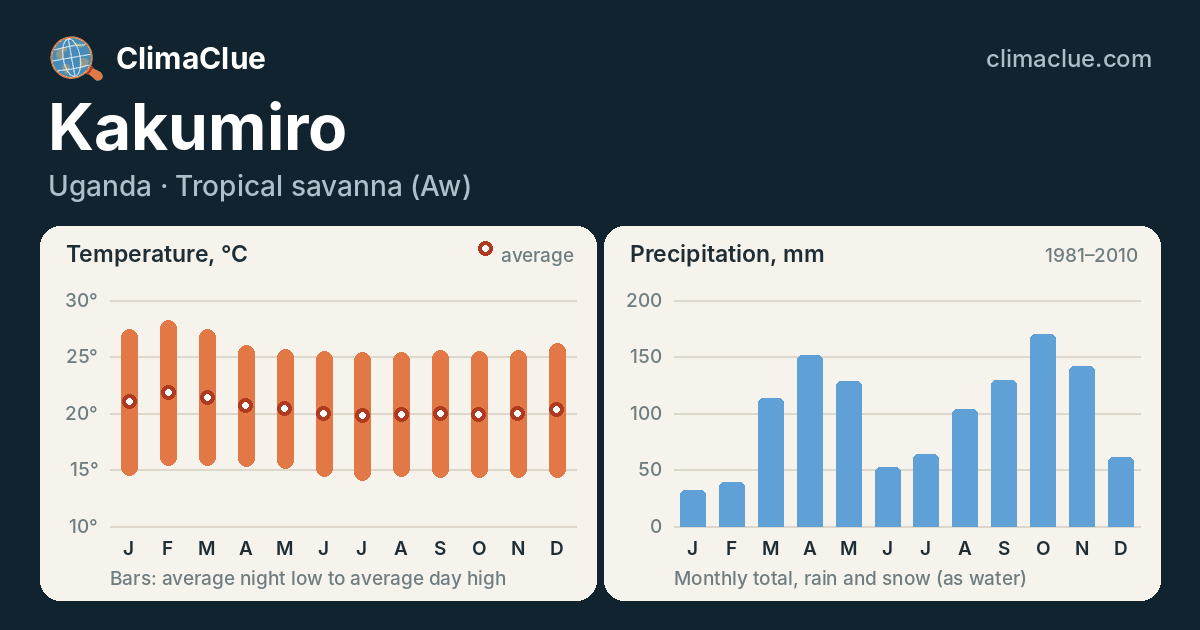 ClimaClue
climaclue.com
Kakumiro
Uganda · Tropical savanna (Aw)
Temperature, °C
average
30°
25°
20°
15°
10°
J F M A M J J A S O N D
Bars: average night low to average day high
Precipitation, mm
1981–2010
200
150
100
50
0
J F M A M J J A S O N D
Monthly total, rain and snow (as water)